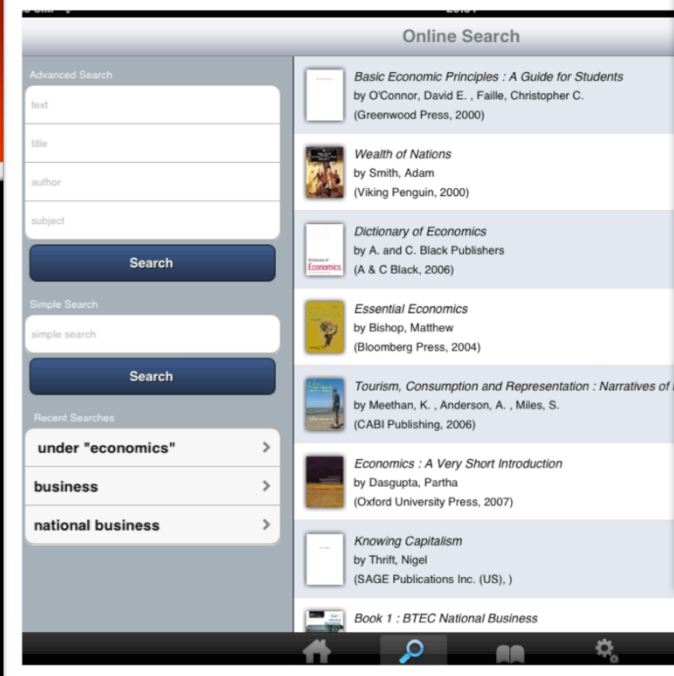 Online Search
Advanced Search
text
title
author
subject
Search
Simple Search
simple search
Search
Recent Searches
under "economics"
business
national business
Basic Economic Principles : A Guide for Students
by O'Connor, David E. , Faille, Christopher C.
(Greenwood Press, 2000)
Wealth of Nations
by Smith, Adam
(Viking Penguin, 2000)
Dictionary of Economics
by A. and C. Black Publishers
(A & C Black, 2006)
Economics
Essential Economics
by Bishop, Matthew
(Bloomberg Press, 2004)
Tourism, Consumption and Representation : Narratives of
by Meethan, K. , Anderson, A. , Miles, S.
(CABI Publishing, 2006)
Economics : A Very Short Introduction
by Dasgupta, Partha
(Oxford University Press, 2007)
Knowing Capitalism
by Thrift, Nigel
(SAGE Publications Inc. (US), )
Book 1 : BTEC National Business